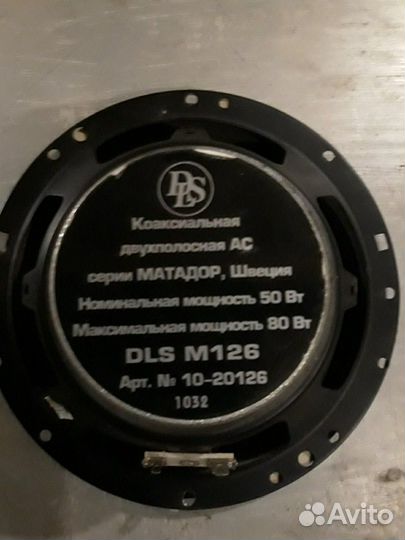 DLS
Коаксиальная
двухполосная АС
серии МАТАДОР, Швеция
Номинальная мощность 50 Вт
Максимальная мощность 80 Вт
DLS M126
Арт. № 10-20126
1032
Avito